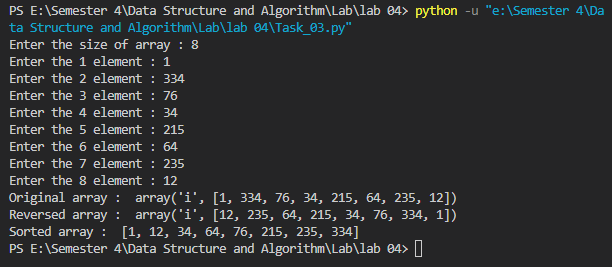 PS E:\Semester 4\Data Structure and Algorithm\Lab\lab 04> python -u "e:\Semester 4\Da
ta Structure and Algorithm\Lab\lab 04\Task_03.py"
Enter the size of array : 8
Enter the 1 element : 1
Enter the 2 element : 334
Enter the 3 element : 76
Enter the 4 element : 34
Enter the 5 element : 215
Enter the 6 element : 64
Enter the 7 element : 235
Enter the 8 element : 12
Original array :  array('i', [1, 334, 76, 34, 215, 64, 235, 12])
Reversed array :  array('i', [12, 235, 64, 215, 34, 76, 334, 1])
Sorted array :  [1, 12, 34, 64, 76, 215, 235, 334]
PS E:\Semester 4\Data Structure and Algorithm\Lab\lab 04>